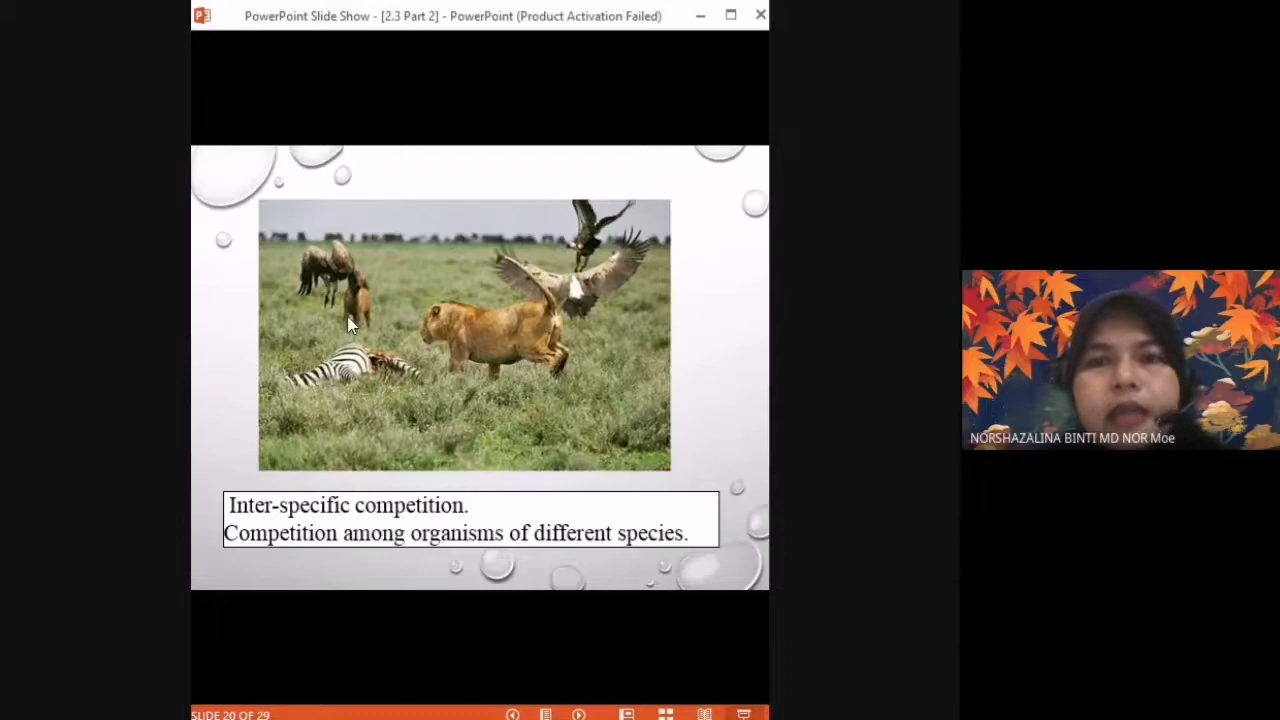 PowerPoint Slide Show - [2.3 Part 2] - PowerPoint (Product Activation Failed)
Inter-specific competition.
Competition among organisms of different species.
NORSHAZALINA BINTI MD NOR Moe
SLIDE 20 OF 29